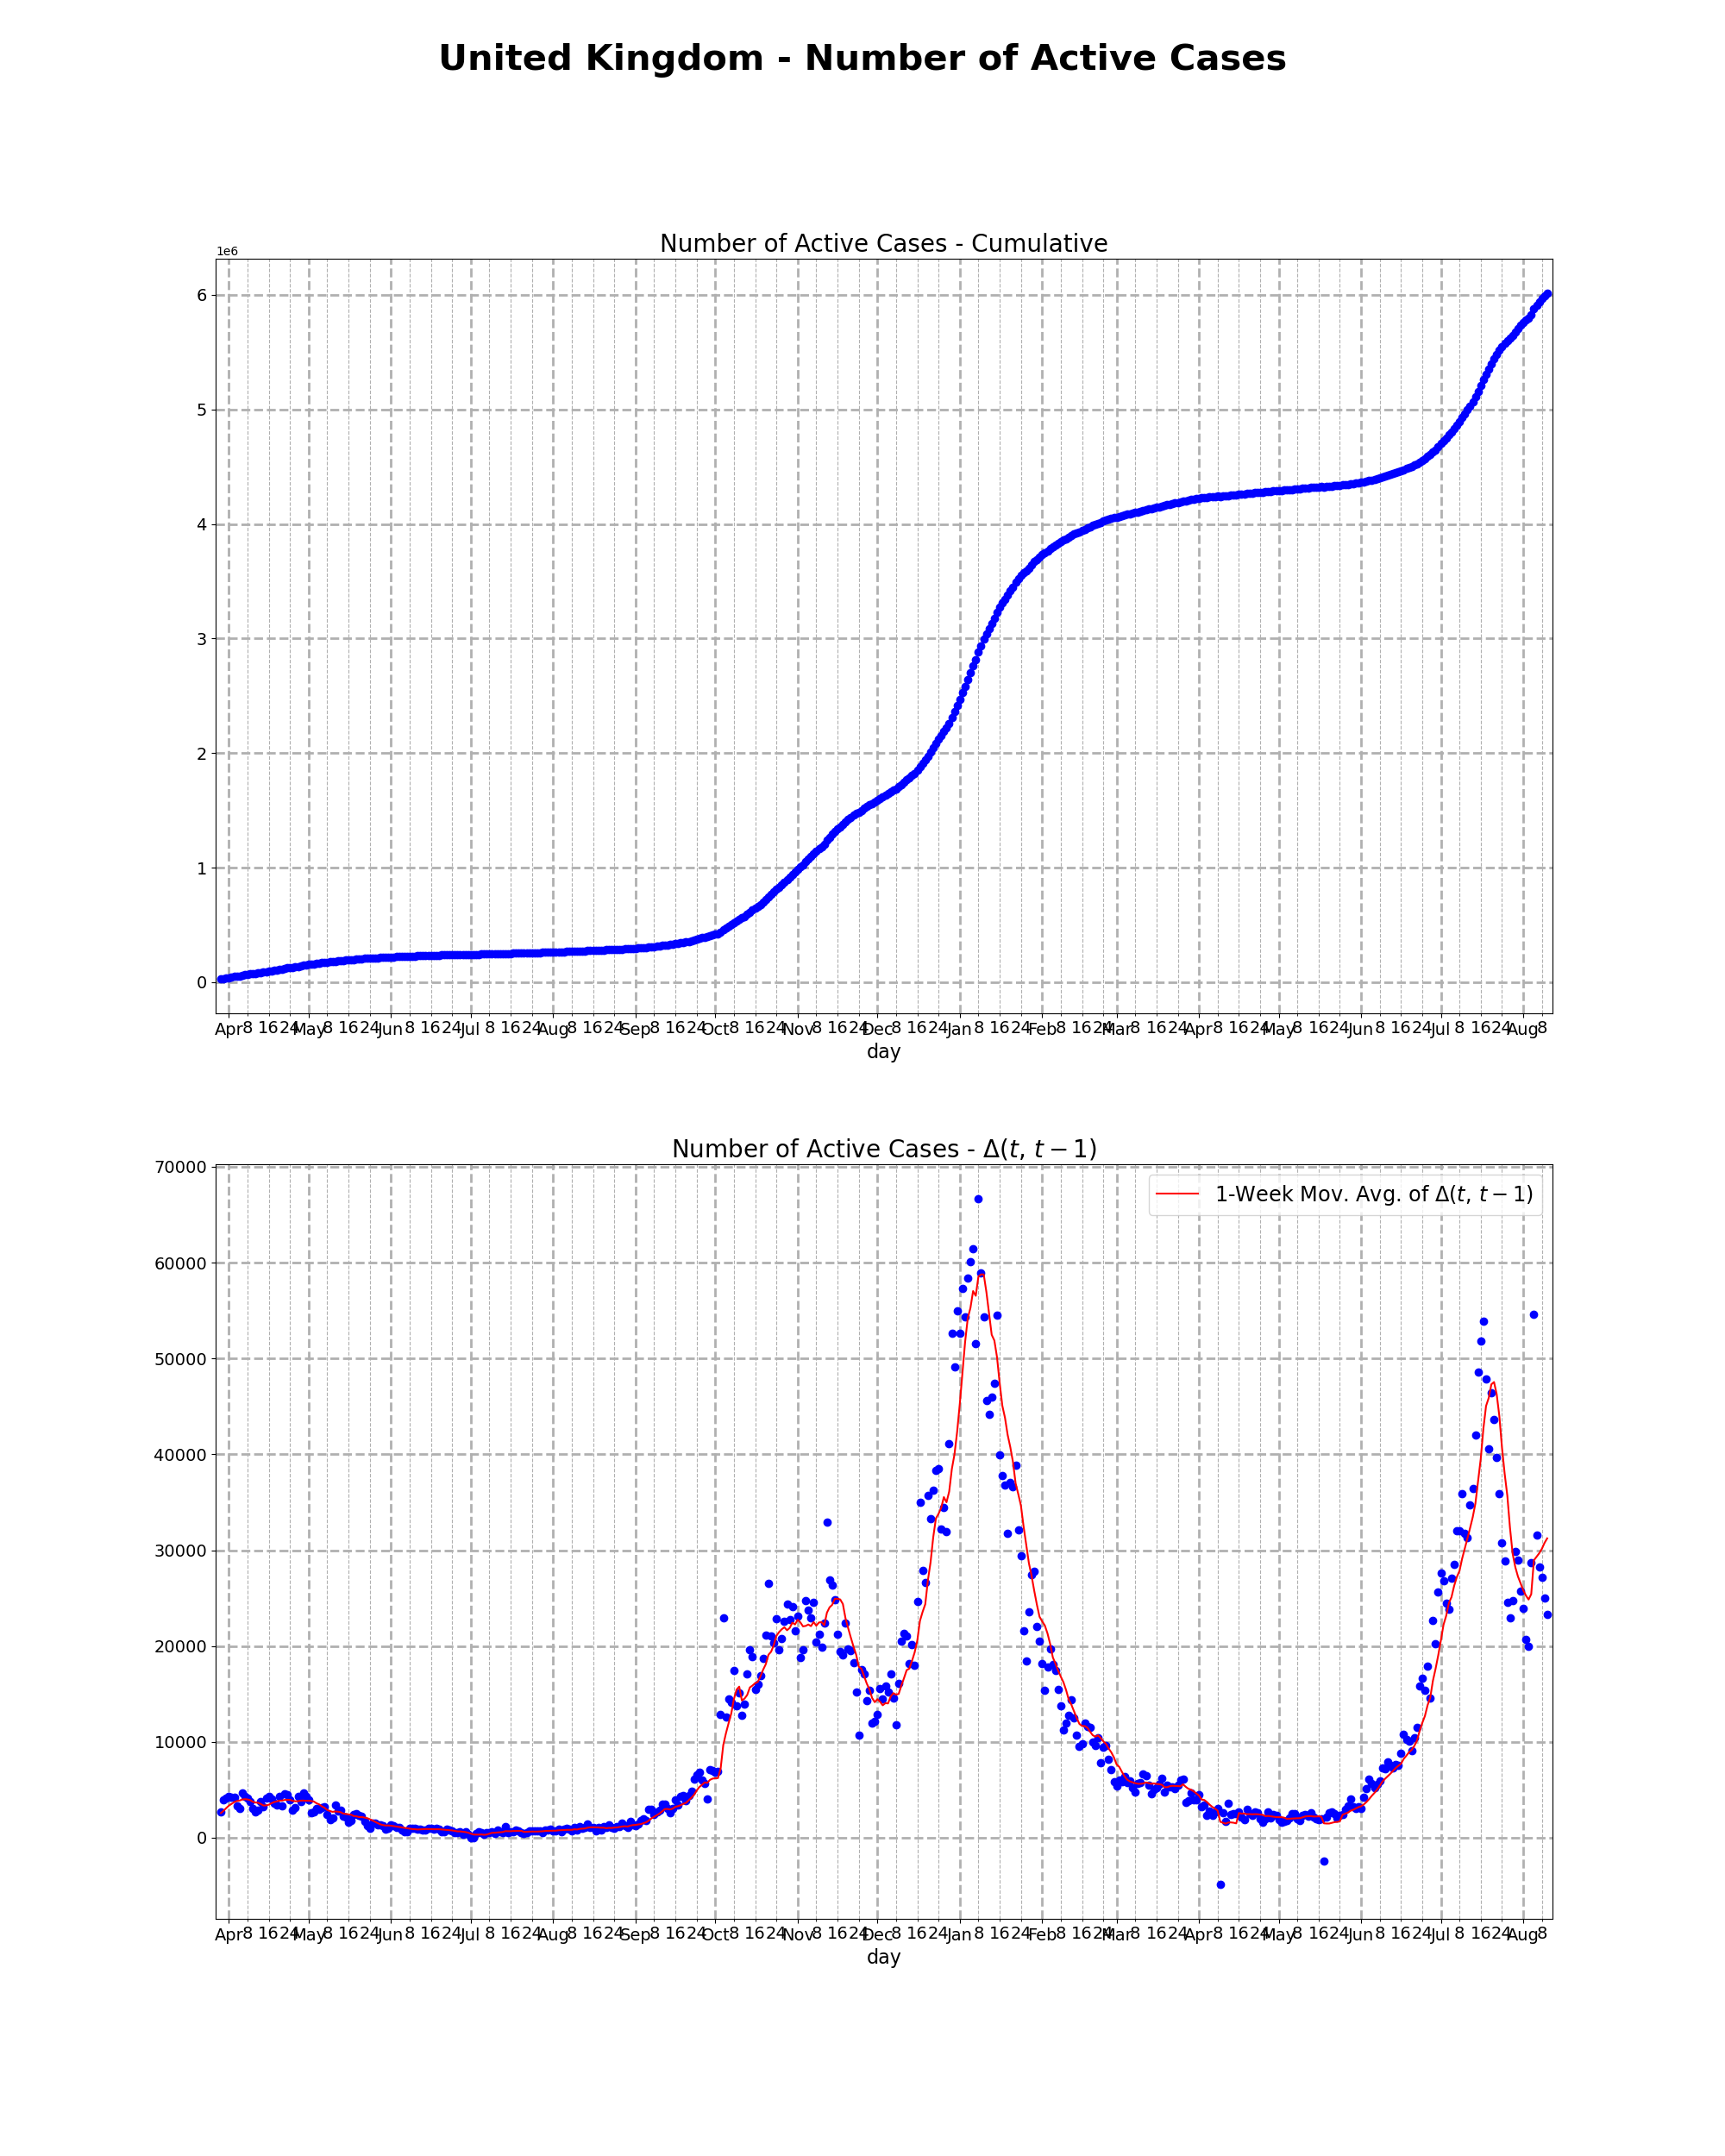 United Kingdom - Number of Active Cases
Number of Active Cases - Cumulative
1e6
6
5
4
3
2
1
0
Apr 8 16 24 May 8 16 24 Jun 8 16 24 Jul 8 16 24 Aug 8 16 24 Sep 8 16 24 Oct 8 16 24 Nov 8 16 24 Dec 8 16 24 Jan 8 16 24 Feb 8 16 24 Mar 8 16 24 Apr 8 16 24 May 8 16 24 Jun 8 16 24 Jul 8 16 24 Aug 8
day
Number of Active Cases - Δ(t, t − 1)
1-Week Mov. Avg. of Δ(t, t − 1)
70000
60000
50000
40000
30000
20000
10000
0
Apr 8 16 24 May 8 16 24 Jun 8 16 24 Jul 8 16 24 Aug 8 16 24 Sep 8 16 24 Oct 8 16 24 Nov 8 16 24 Dec 8 16 24 Jan 8 16 24 Feb 8 16 24 Mar 8 16 24 Apr 8 16 24 May 8 16 24 Jun 8 16 24 Jul 8 16 24 Aug 8
day